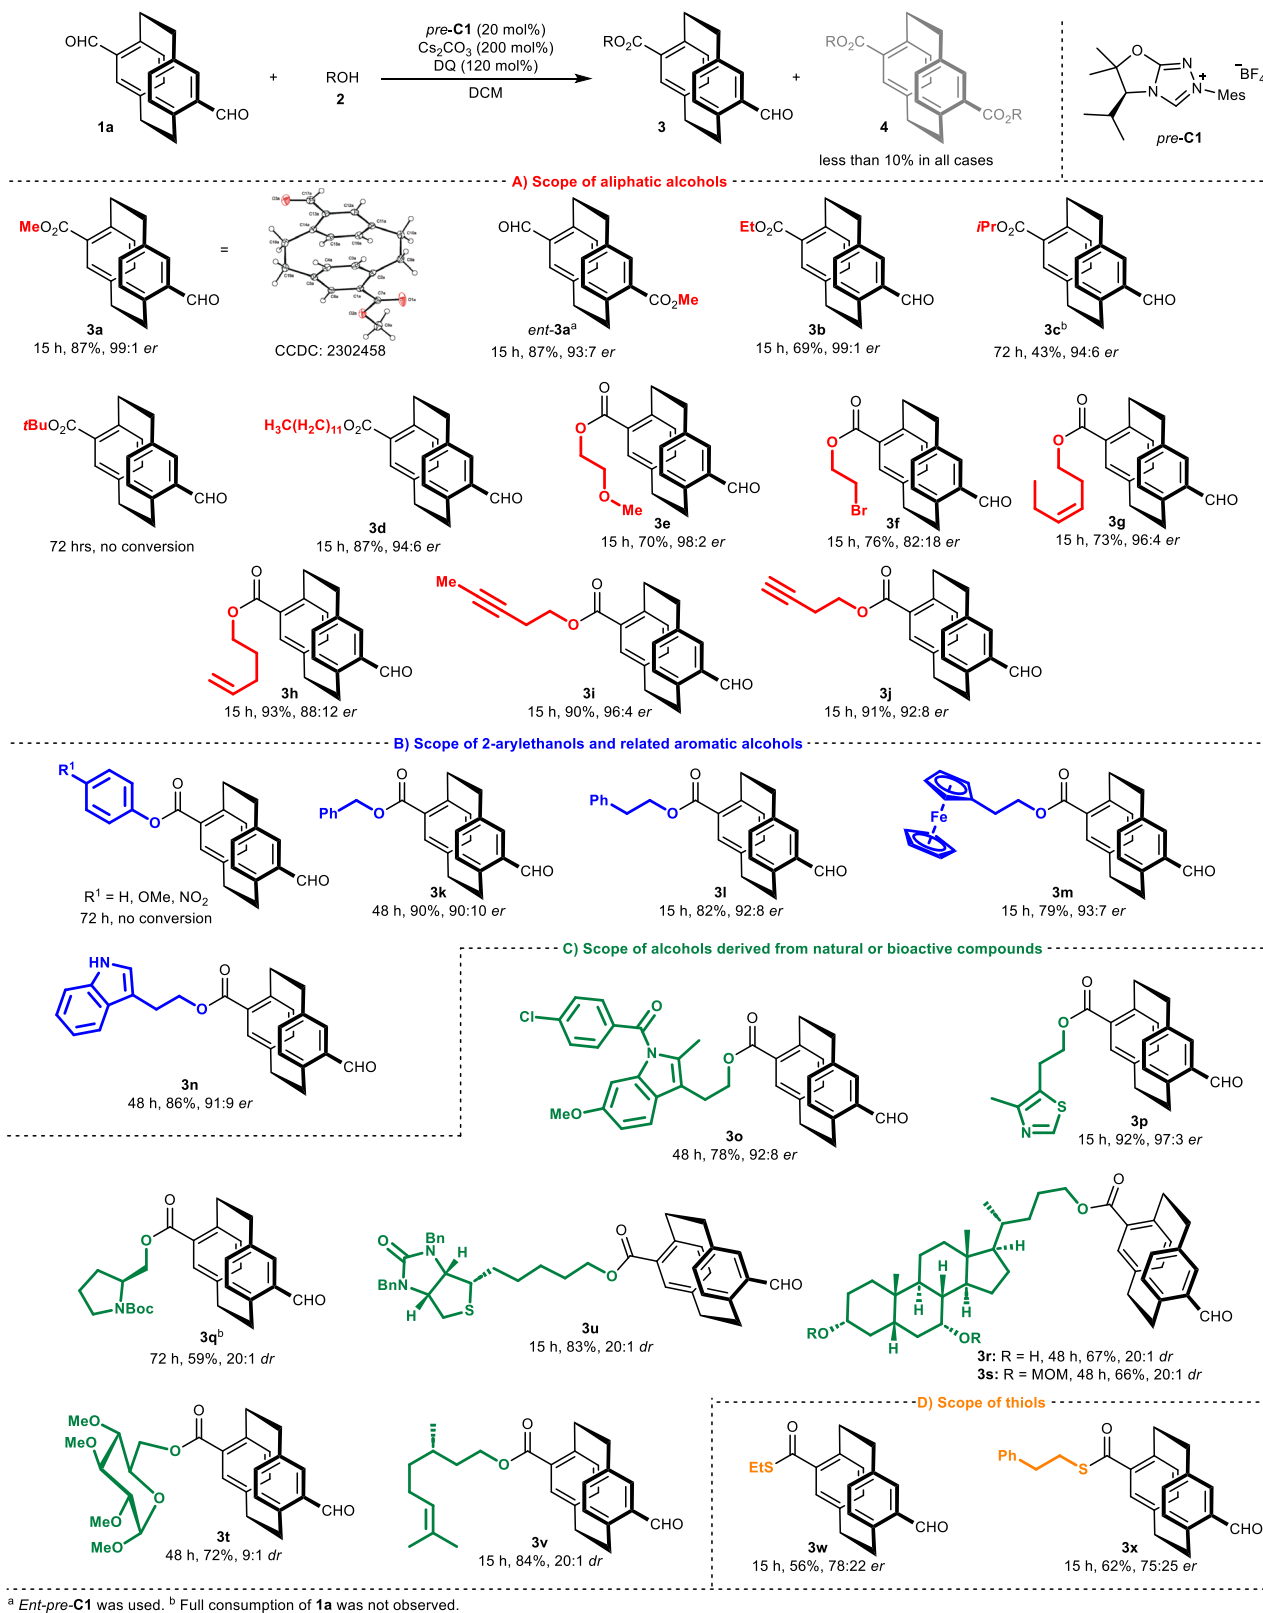 OHC
CHO
1a
+
ROH
2
pre-C1 (20 mol%)
Cs2CO3 (200 mol%)
DQ (120 mol%)
DCM
RO2C
CHO
3
+
RO2C
CO2R
4
less than 10% in all cases
O
N
N
+
N
Mes
−BF4
pre-C1
A) Scope of aliphatic alcohols
MeO2C
CHO
3a
15 h, 87%, 99:1 er
=
CCDC: 2302458
OHC
CO2Me
ent-3aa
15 h, 87%, 93:7 er
EtO2C
CHO
3b
15 h, 69%, 99:1 er
iPrO2C
CHO
3cb
72 h, 43%, 94:6 er
tBuO2C
CHO
72 hrs, no conversion
H3C(H2C)11O2C
CHO
3d
15 h, 87%, 94:6 er
O
O
O
Me
CHO
3e
15 h, 70%, 98:2 er
O
O
Br
CHO
3f
15 h, 76%, 82:18 er
O
O
CHO
3g
15 h, 73%, 96:4 er
O
O
CHO
3h
15 h, 93%, 88:12 er
Me
O
O
CHO
3i
15 h, 90%, 96:4 er
O
O
CHO
3j
15 h, 91%, 92:8 er
B) Scope of 2-arylethanols and related aromatic alcohols
R1
O
O
CHO
R1 = H, OMe, NO2
72 h, no conversion
Ph
O
O
CHO
3k
48 h, 90%, 90:10 er
Ph
O
O
CHO
3l
15 h, 82%, 92:8 er
Fe
O
O
CHO
3m
15 h, 79%, 93:7 er
HN
O
O
CHO
3n
48 h, 86%, 91:9 er
C) Scope of alcohols derived from natural or bioactive compounds
Cl
O
N
MeO
O
O
CHO
3o
48 h, 78%, 92:8 er
O
O
S
N
CHO
3p
15 h, 92%, 97:3 er
O
O
NBoc
CHO
3qb
72 h, 59%, 20:1 dr
Bn
N
O
BnN
H
H
S
O
O
CHO
3u
15 h, 83%, 20:1 dr
O
O
H
H
H
H
RO
OR
CHO
3r: R = H, 48 h, 67%, 20:1 dr
3s: R = MOM, 48 h, 66%, 20:1 dr
MeO
MeO
MeO
MeO
O
O
O
CHO
3t
48 h, 72%, 9:1 dr
O
O
CHO
3v
15 h, 84%, 20:1 dr
D) Scope of thiols
EtS
O
CHO
3w
15 h, 56%, 78:22 er
Ph
S
O
CHO
3x
15 h, 62%, 75:25 er
a Ent-pre-C1 was used. b Full consumption of 1a was not observed.